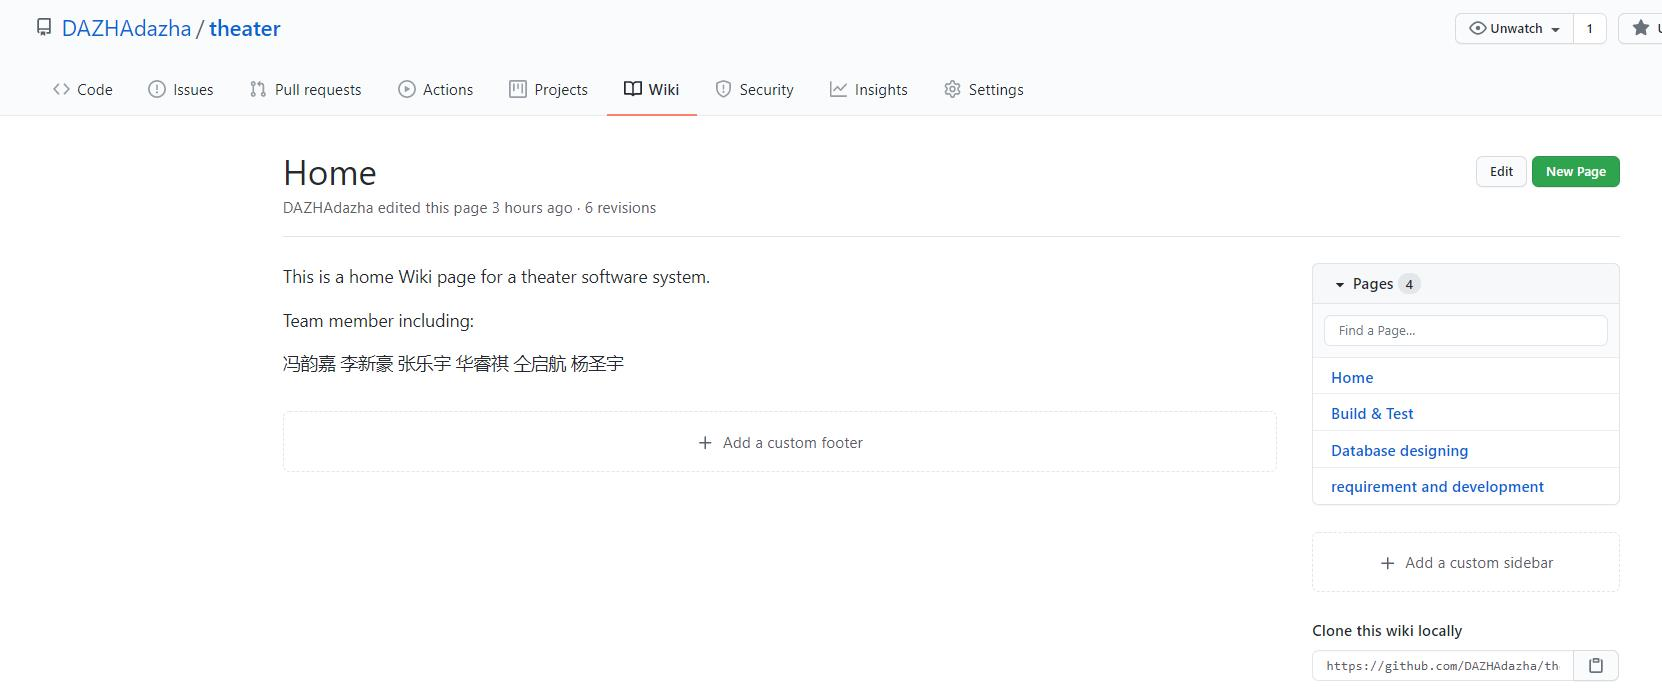 DAZHAdazha / theater
Unwatch 1
Code Issues Pull requests Actions Projects Wiki Security Insights Settings
Home
Edit New Page
DAZHAdazha edited this page 3 hours ago · 6 revisions
This is a home Wiki page for a theater software system.
Team member including:
冯韵嘉 李新豪 张乐宇 华睿祺 仝启航 杨圣宇
Add a custom footer
Pages 4
Find a Page...
Home
Build & Test
Database designing
requirement and development
Add a custom sidebar
Clone this wiki locally
https://github.com/DAZHAdazha/th